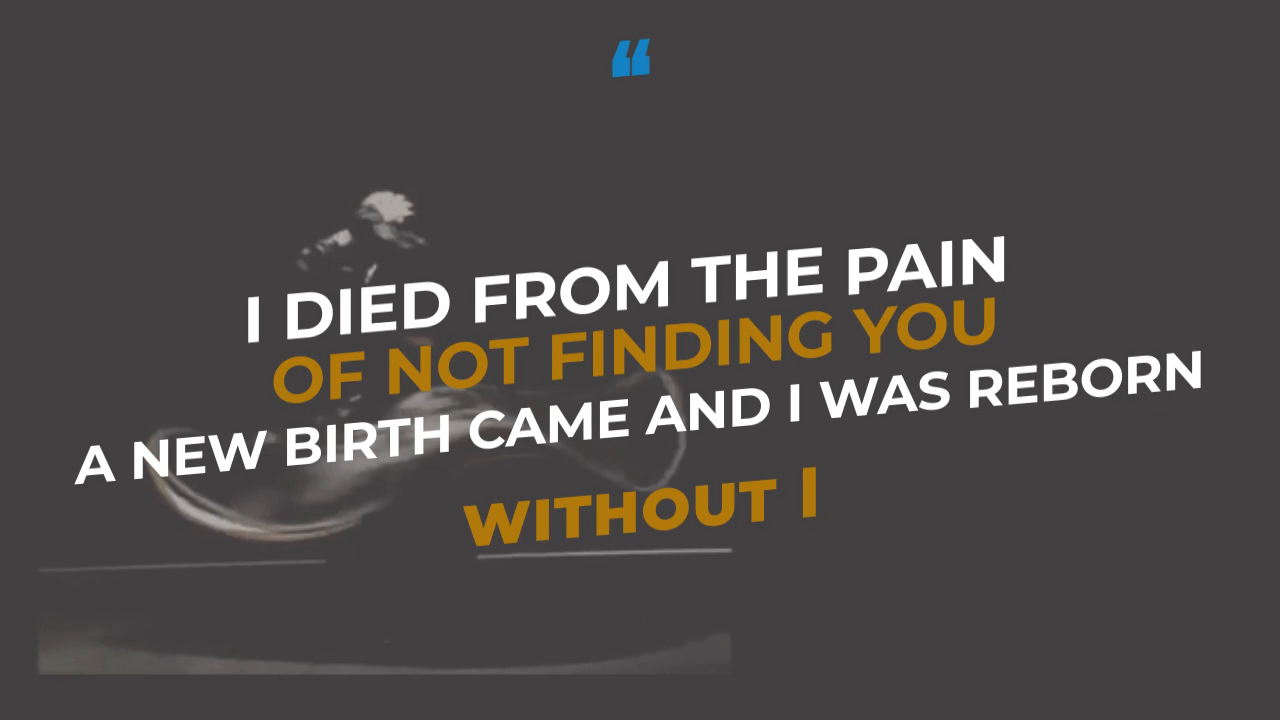 “
I DIED FROM THE PAIN
OF NOT FINDING YOU
A NEW BIRTH CAME AND I WAS REBORN
WITHOUT I